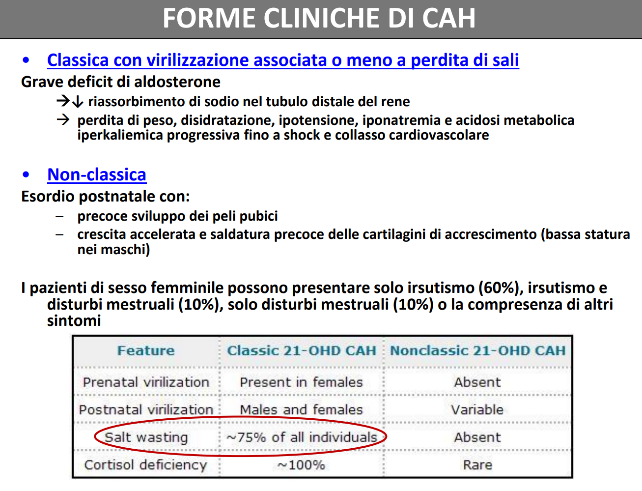 FORME CLINICHE DI CAH
• Classica con virilizzazione associata o meno a perdita di sali
Grave deficit di aldosterone
→↓ riassorbimento di sodio nel tubulo distale del rene
→ perdita di peso, disidratazione, ipotensione, iponatremia e acidosi metabolica
iperkaliemica progressiva fino a shock e collasso cardiovascolare
• Non-classica
Esordio postnatale con:
– precoce sviluppo dei peli pubici
– crescita accelerata e saldatura precoce delle cartilagini di accrescimento (bassa statura
nei maschi)
I pazienti di sesso femminile possono presentare solo irsutismo (60%), irsutismo e
disturbi mestruali (10%), solo disturbi mestruali (10%) o la compresenza di altri
sintomi
Feature Classic 21-OHD CAH Nonclassic 21-OHD CAH
Prenatal virilization Present in females Absent
Postnatal virilization Males and females Variable
Salt wasting ~75% of all individuals Absent
Cortisol deficiency ~100% Rare